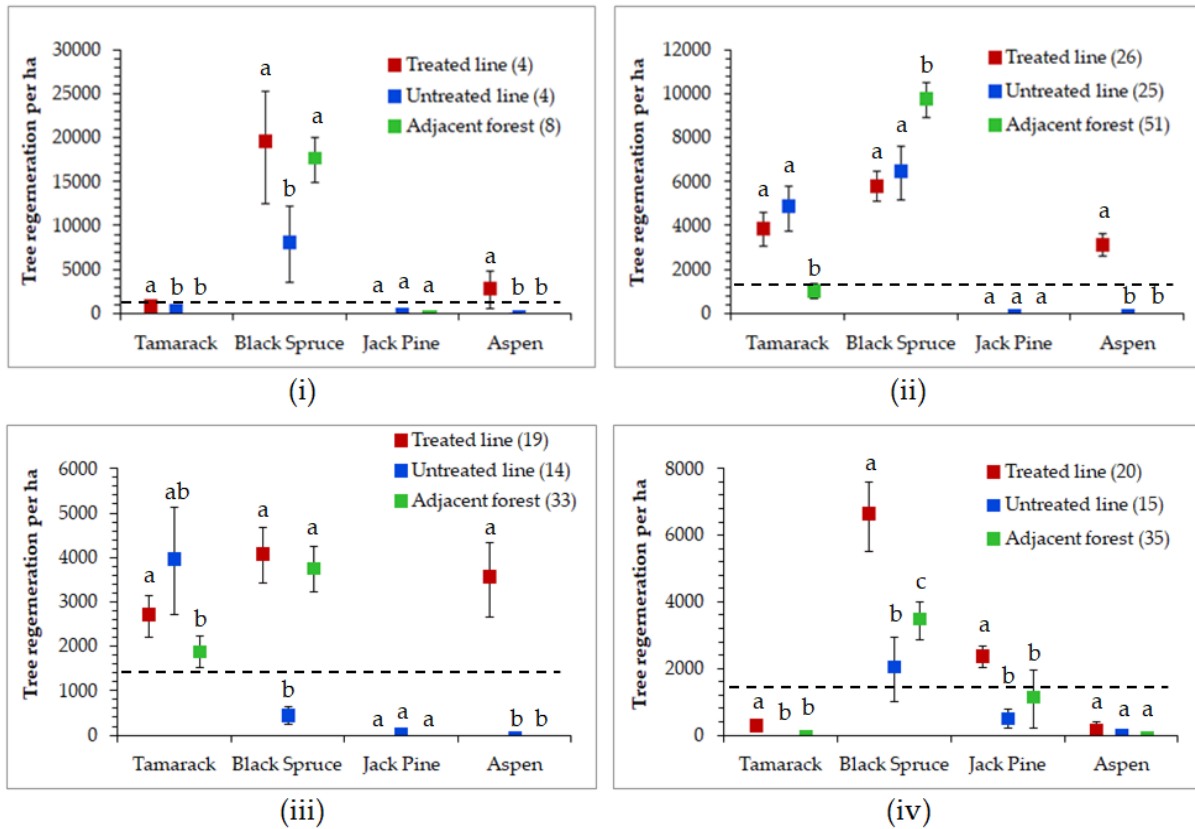 Tree regerneration per ha
30000
25000
20000
15000
10000
5000
0
Treated line (4)
Untreated line (4)
Adjacent forest (8)
a b b
a b a
a a a
a b b
Tamarack Black Spruce Jack Pine Aspen
(i)
Tree regerneration per ha
12000
10000
8000
6000
4000
2000
0
Treated line (26)
Untreated line (25)
Adjacent forest (51)
a a b
a a b
a a a
a b b
Tamarack Black Spruce Jack Pine Aspen
(ii)
Tree regerneration per ha
6000
5000
4000
3000
2000
1000
0
Treated line (19)
Untreated line (14)
Adjacent forest (33)
a ab b
a b a
a a a
a b b
Tamarack Black Spruce Jack Pine Aspen
(iii)
Tree regerneration per ha
8000
6000
4000
2000
0
Treated line (20)
Untreated line (15)
Adjacent forest (35)
a b b
a b c
a b b
a a a
Tamarack Black Spruce Jack Pine Aspen
(iv)